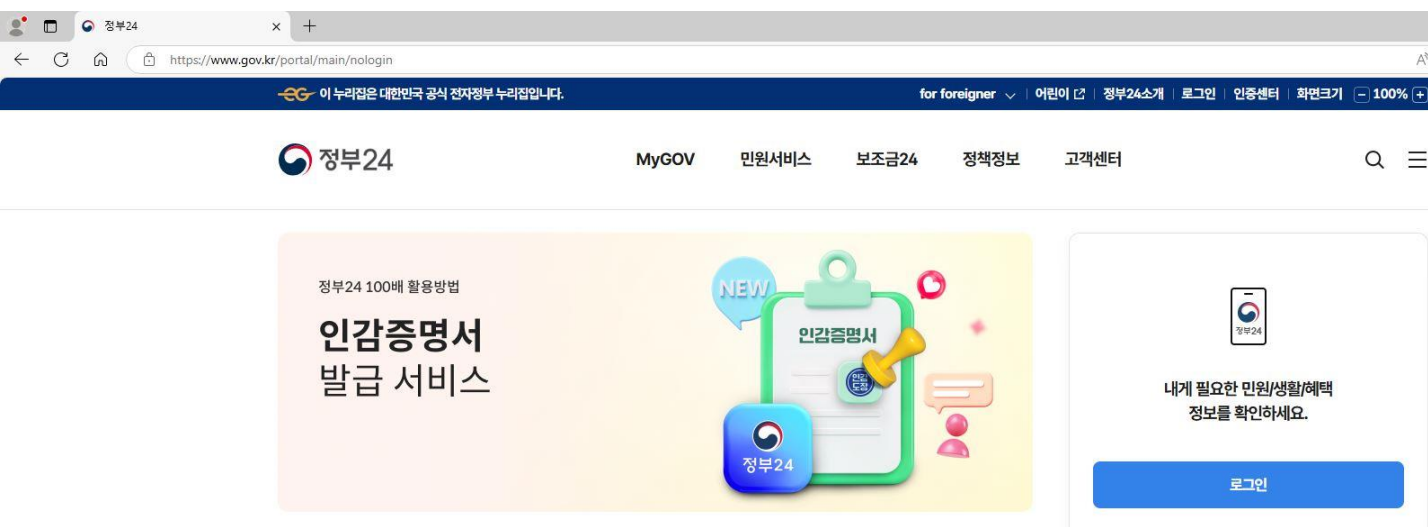 정부24
https://www.gov.kr/portal/main/nologin
이 누리집은 대한민국 공식 전자정부 누리집입니다.
for foreigner 어린이 정부24소개 로그인 인증센터 화면크기 100%
정부24 MyGOV 민원서비스 보조금24 정책정보 고객센터
정부24 100배 활용방법
인감증명서
발급 서비스
NEW
인감증명서
인감
도장
정부24
정부24
내게 필요한 민원/생활/혜택
정보를 확인하세요.
로그인